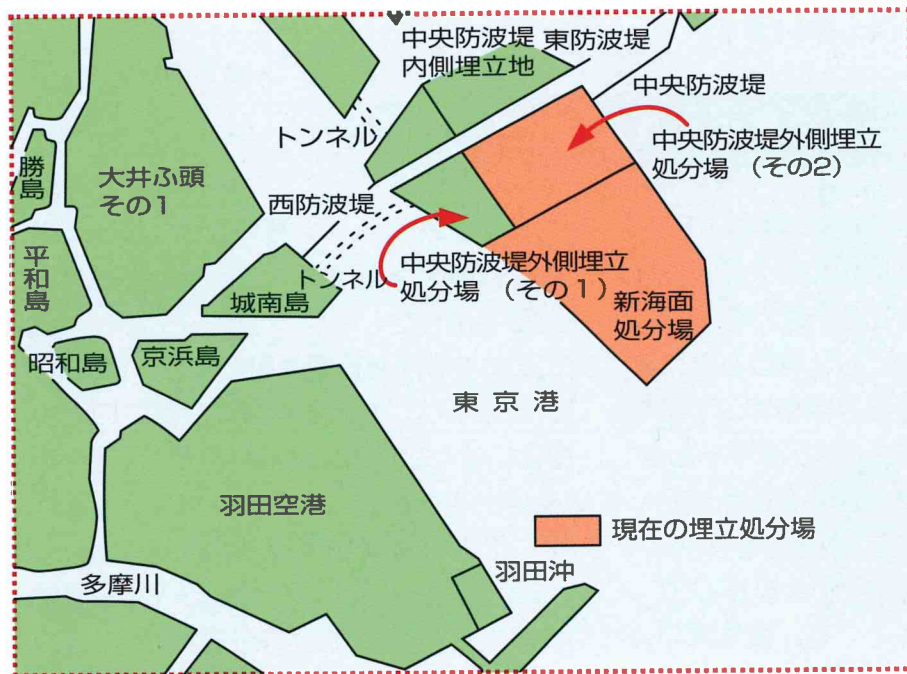 中央防波堤
内側埋立地
東防波堤
中央防波堤
トンネル
中央防波堤外側埋立
処分場 （その2）
勝島
大井ふ頭
その1
西防波堤
平和島
トンネル
中央防波堤外側埋立
処分場 （その１）
城南島
新海面
処分場
昭和島
京浜島
東京港
羽田空港
現在の埋立処分場
羽田沖
多摩川